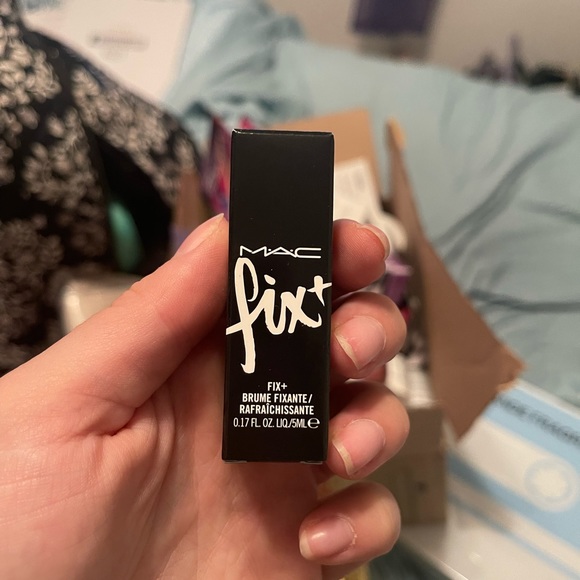 M·A·C
fix+
FIX+
BRUME FIXANTE/
RAFRAÎCHISSANTE
0.17 FL. OZ. LIQ/5ML℮